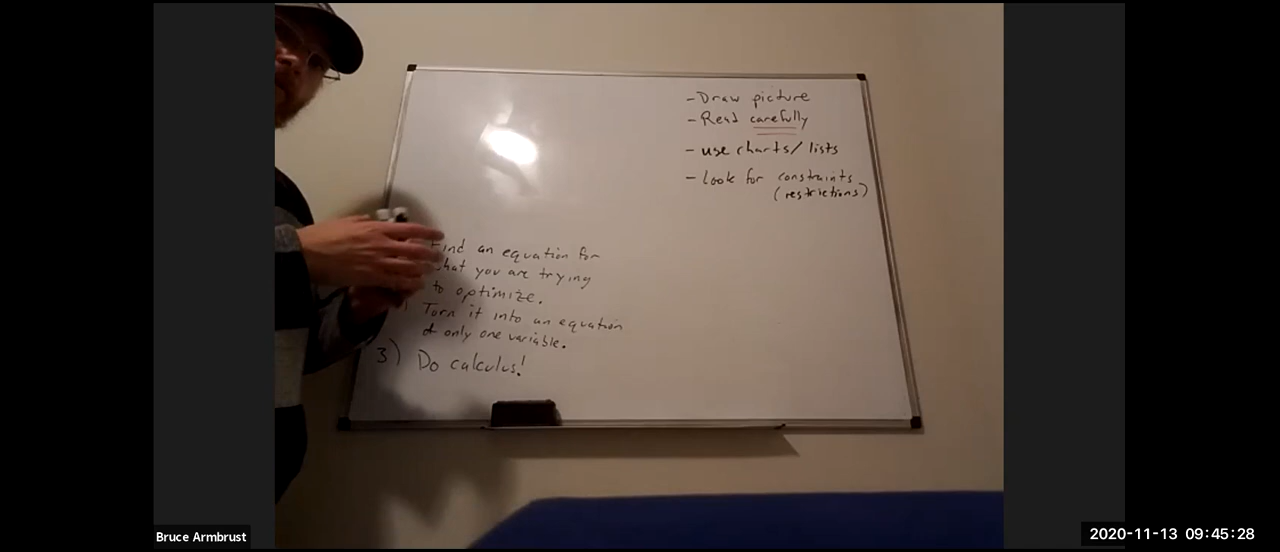 - Draw picture
- Read carefully
- use charts/ lists
- Look for constraints
(restrictions)
an equation for
you are trying
to optimize.
Turn it into an equation
of only one variable.
3) Do calculus!
Bruce Armbrust
2020-11-13 09:45:28